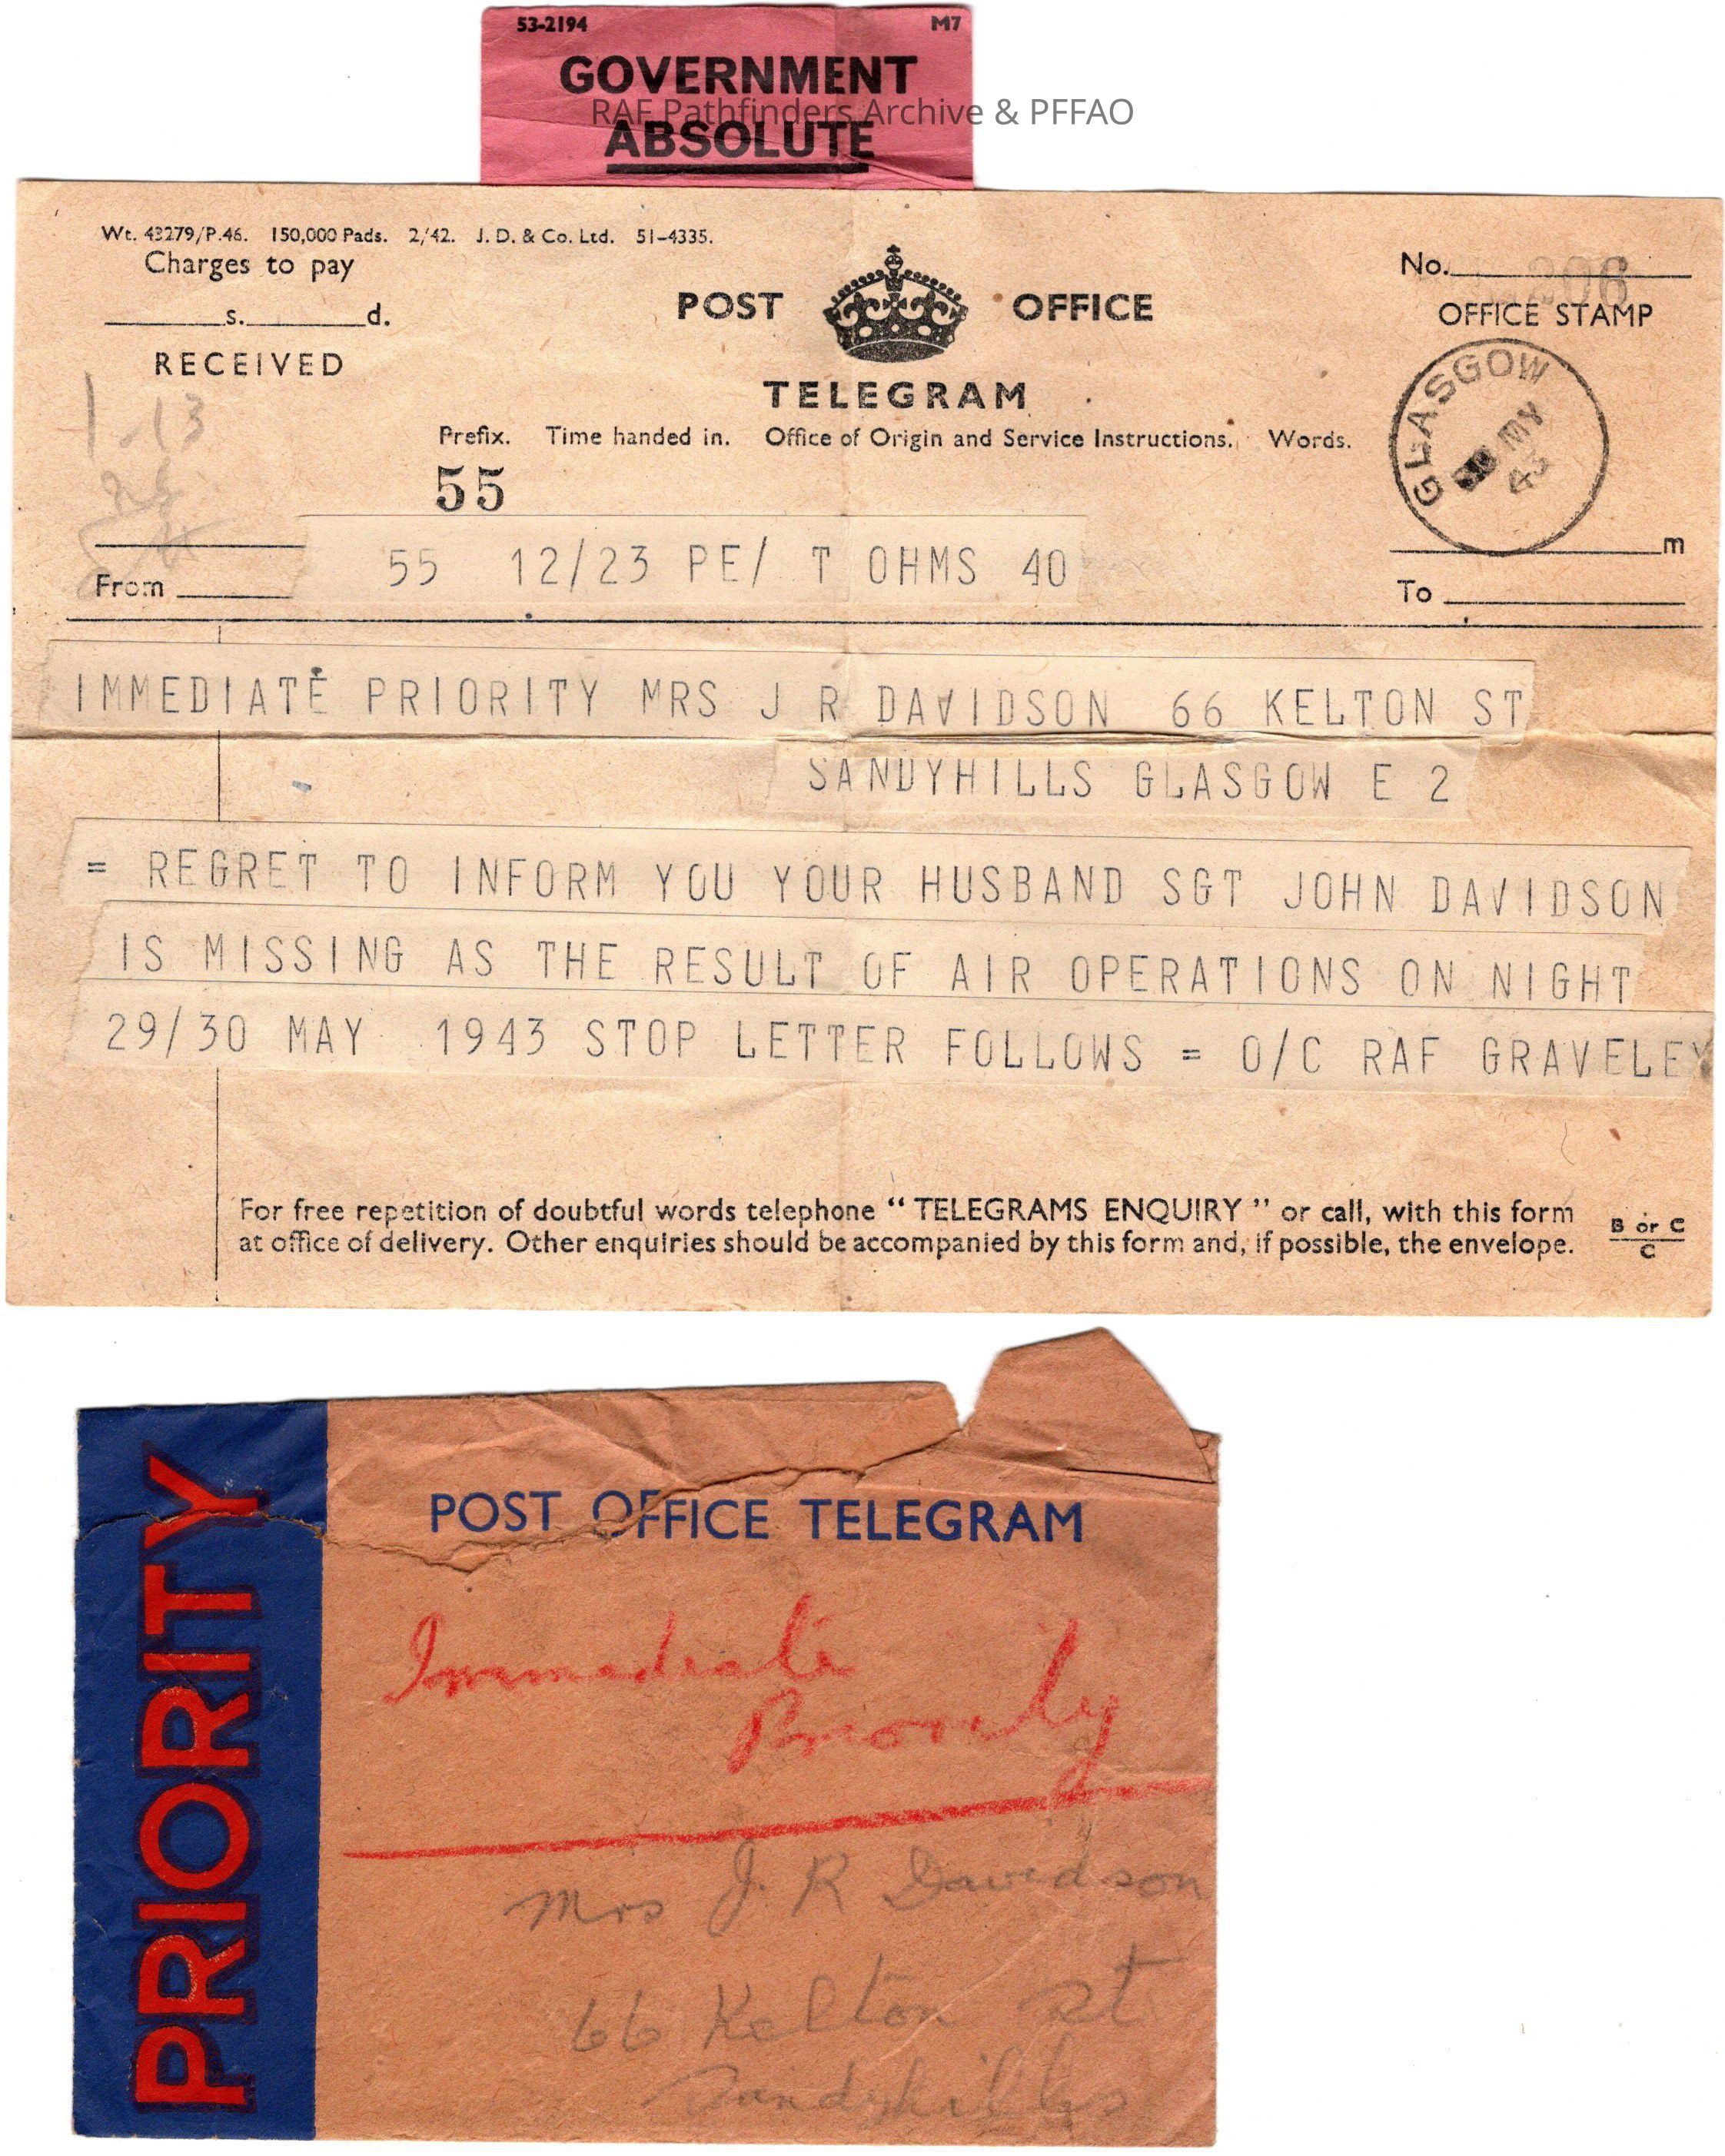 53-2194 M7
GOVERNMENT
RAF Pathfinders Archive & PFFAO
ABSOLUTE
Wt. 43279/P.46. 150,000 Pads. 2/42. J. D. & Co. Ltd. 51-4335.
Charges to pay
s. d.
RECEIVED
POST OFFICE
TELEGRAM
No. 206
OFFICE STAMP
GLASGOW
MY
43
1.13
Prefix. Time handed in. Office of Origin and Service Instructions. Words.
55
55 12/23 PE/ T OHMS 40
m
From
To
IMMEDIATE PRIORITY MRS J R DAVIDSON 66 KELTON ST
SANDYHILLS GLASGOW E 2
= REGRET TO INFORM YOU YOUR HUSBAND SGT JOHN DAVIDSON
IS MISSING AS THE RESULT OF AIR OPERATIONS ON NIGHT
29/30 MAY 1943 STOP LETTER FOLLOWS = O/C RAF GRAVELEY
For free repetition of doubtful words telephone “ TELEGRAMS ENQUIRY ” or call, with this form
at office of delivery. Other enquiries should be accompanied by this form and, if possible, the envelope.
B or C
C
PRIORITY
POST OFFICE TELEGRAM
Immediate
Priority
Mrs J. R Davidson
66 Kelton St
Sandyhills